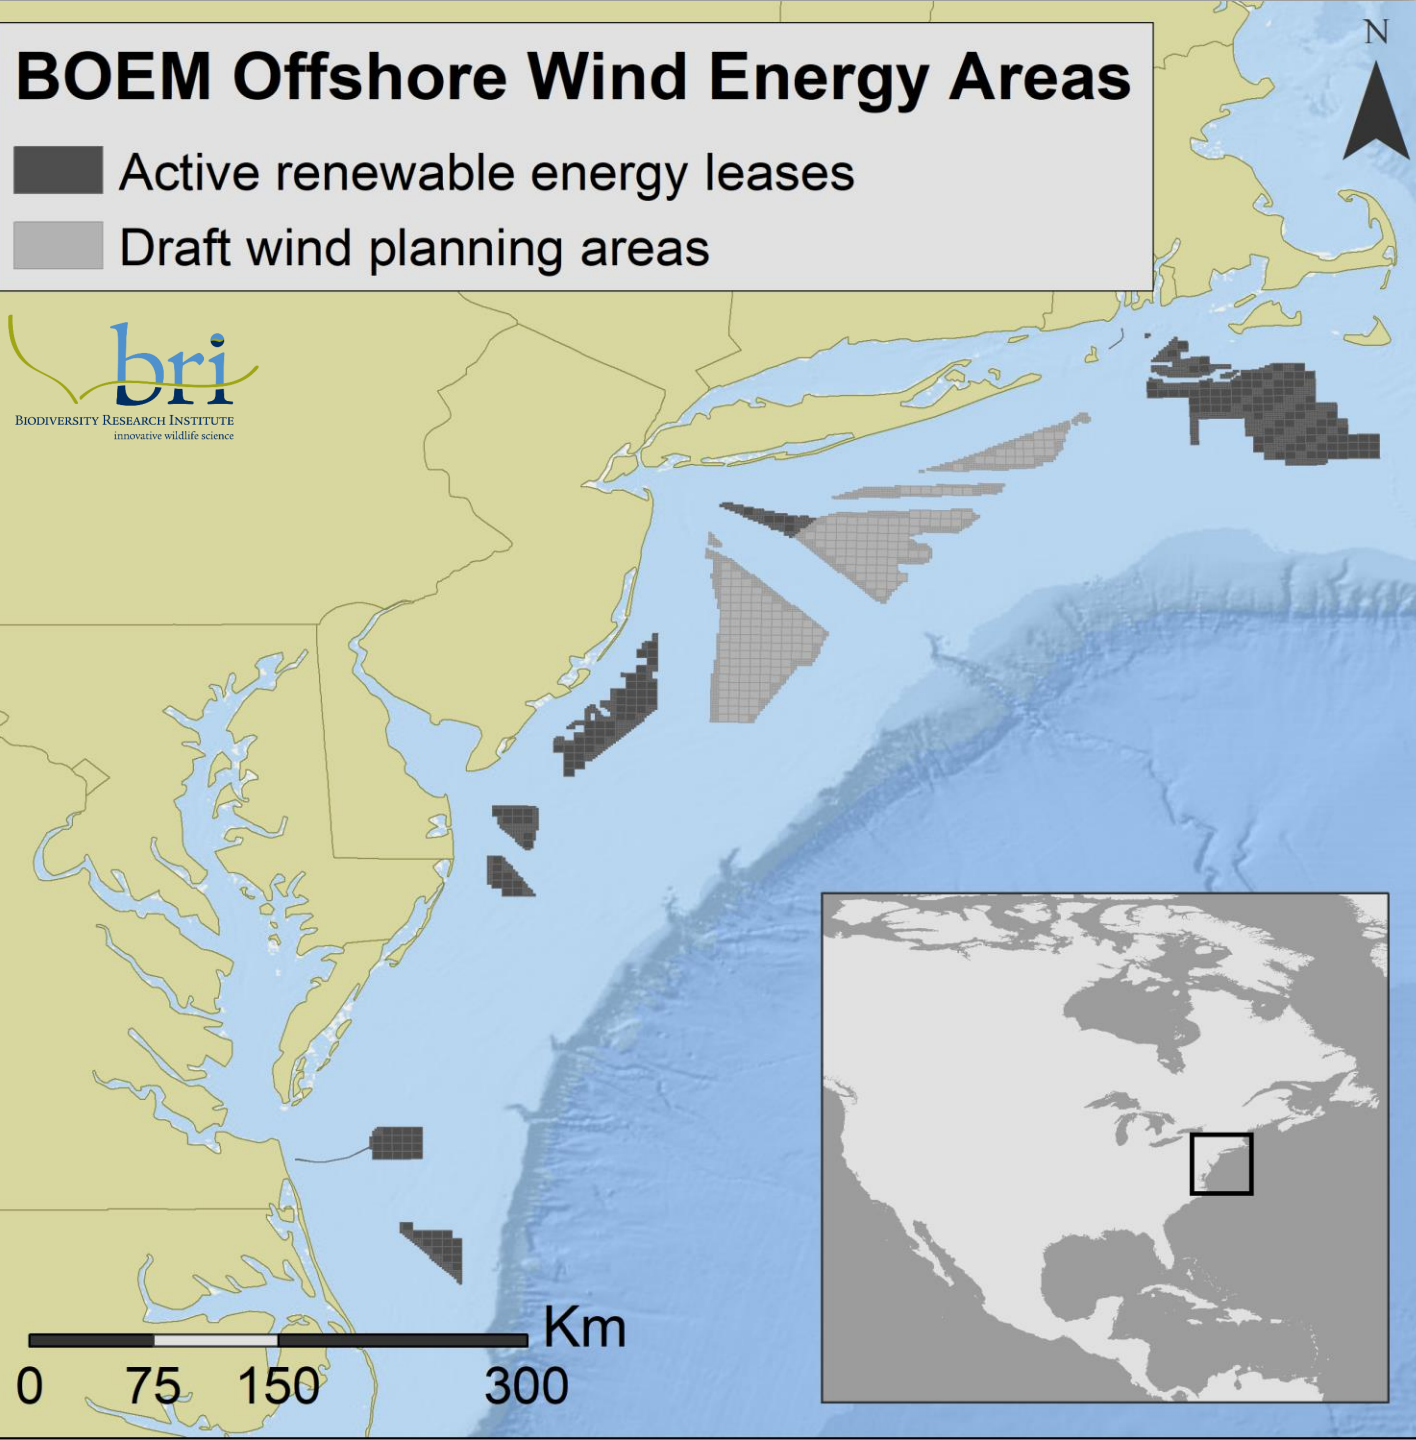 BOEM Offshore Wind Energy Areas
Active renewable energy leases
Draft wind planning areas
N
bri
BIODIVERSITY RESEARCH INSTITUTE
innovative wildlife science
Km
0 75 150 300